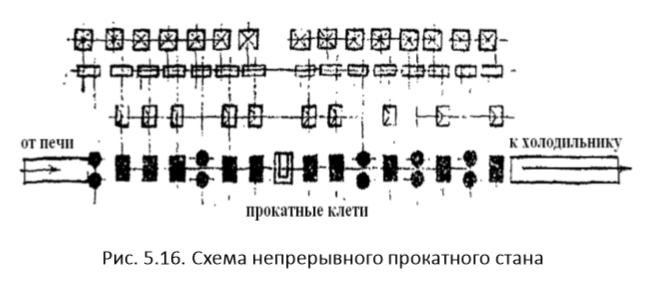 от печи
к холодильнику
прокатные клети
Рис. 5.16. Схема непрерывного прокатного стана